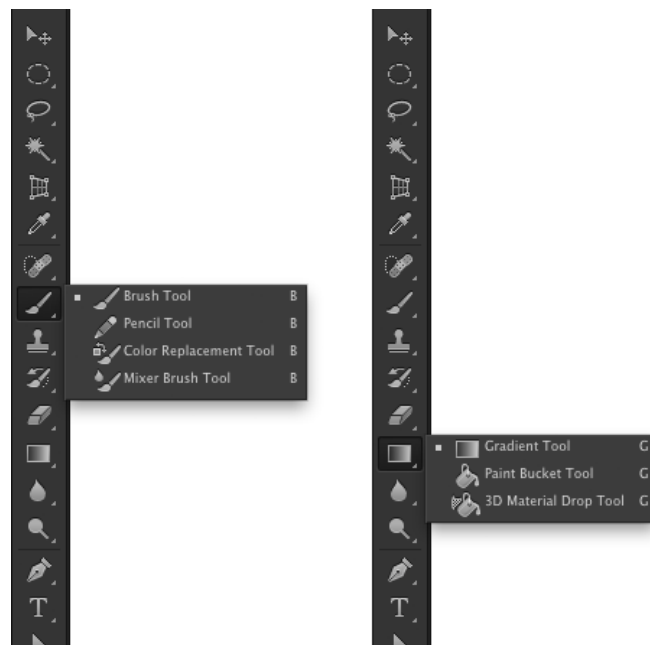 Brush Tool B
Pencil Tool B
Color Replacement Tool B
Mixer Brush Tool B
T
Gradient Tool G
Paint Bucket Tool G
3D Material Drop Tool G
T